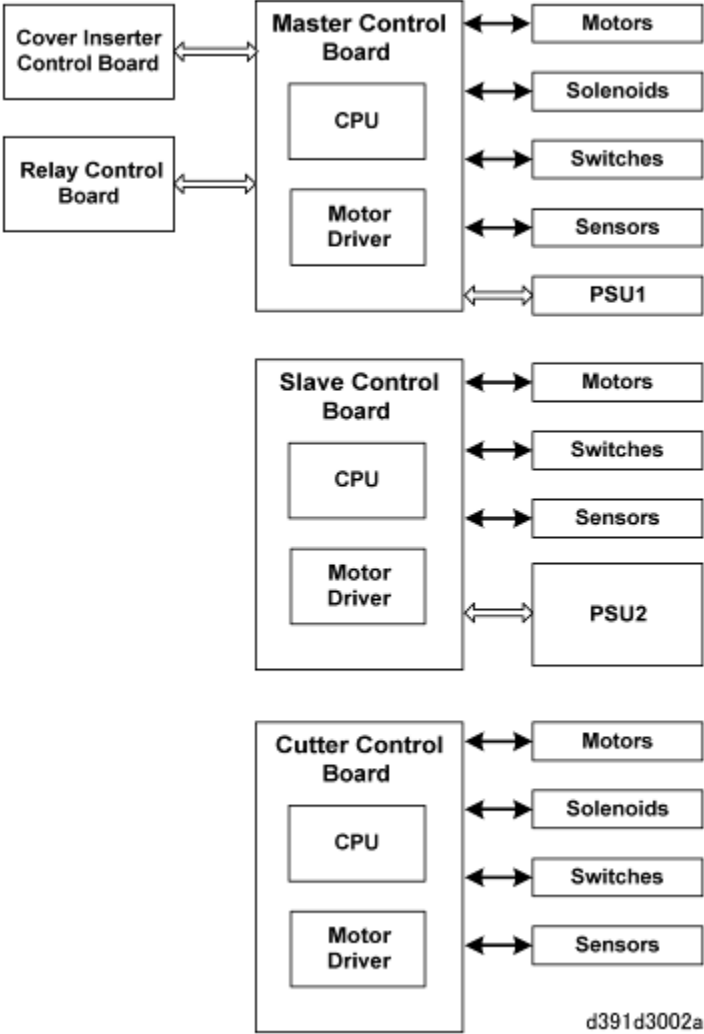 Cover Inserter
Control Board
Relay Control
Board
Master Control
Board
CPU
Motor
Driver
Motors
Solenoids
Switches
Sensors
PSU1
Slave Control
Board
CPU
Motor
Driver
Motors
Switches
Sensors
PSU2
Cutter Control
Board
CPU
Motor
Driver
Motors
Solenoids
Switches
Sensors
d391d3002a